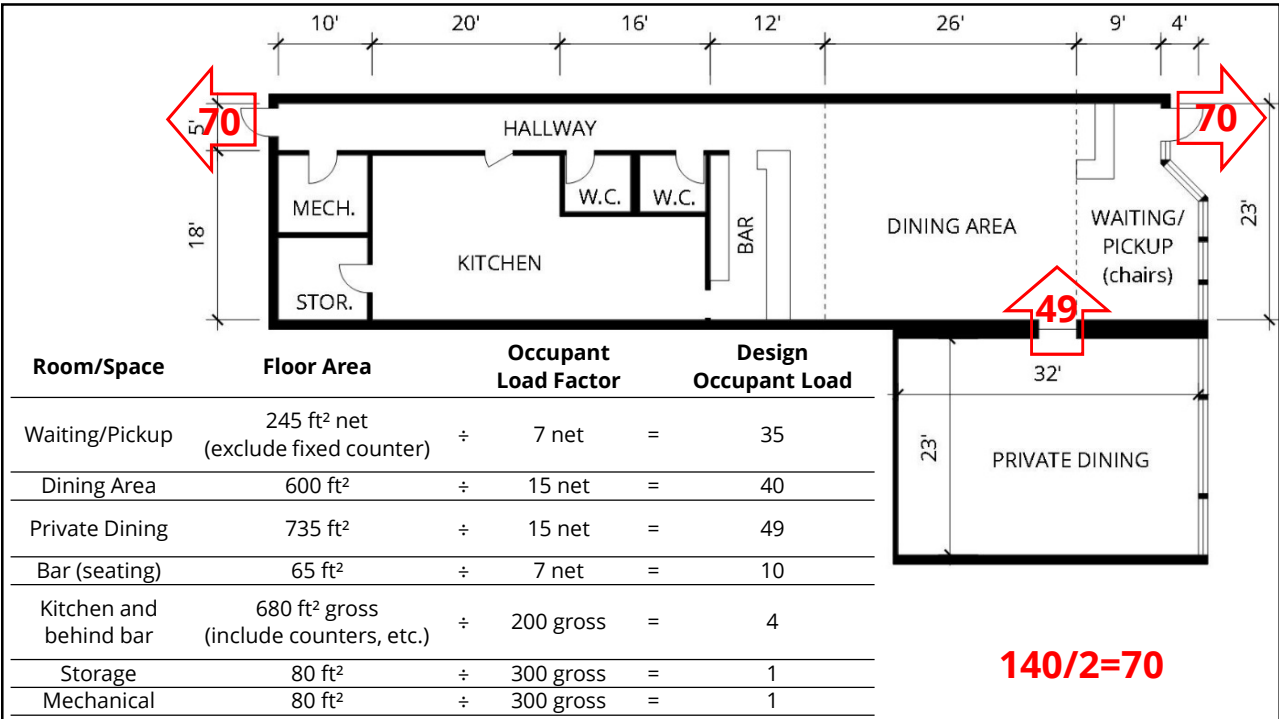 10' 20' 16' 12' 26' 9' 4'
70
5'
HALLWAY
70
MECH.
W.C.
W.C.
18'
KITCHEN
BAR
DINING AREA
WAITING/
PICKUP
(chairs)
23'
STOR.
49
Room/Space Floor Area Occupant Load Factor Design Occupant Load
Waiting/Pickup 245 ft² net (exclude fixed counter) ÷ 7 net = 35
Dining Area 600 ft² ÷ 15 net = 40
Private Dining 735 ft² ÷ 15 net = 49
Bar (seating) 65 ft² ÷ 7 net = 10
Kitchen and behind bar 680 ft² gross (include counters, etc.) ÷ 200 gross = 4
Storage 80 ft² ÷ 300 gross = 1
Mechanical 80 ft² ÷ 300 gross = 1
32'
23'
PRIVATE DINING
140/2=70